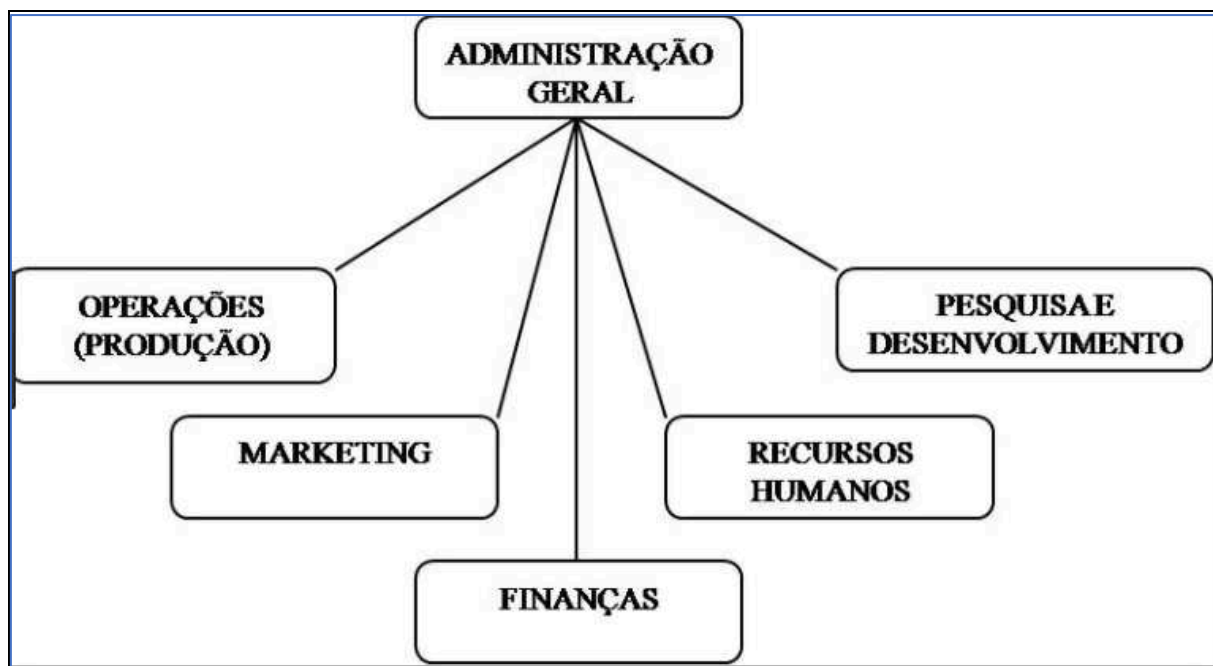 ADMINISTRAÇÃO
GERAL
OPERAÇÕES
(PRODUÇÃO)
PESQUISA E
DESENVOLVIMENTO
MARKETING
RECURSOS
HUMANOS
FINANÇAS